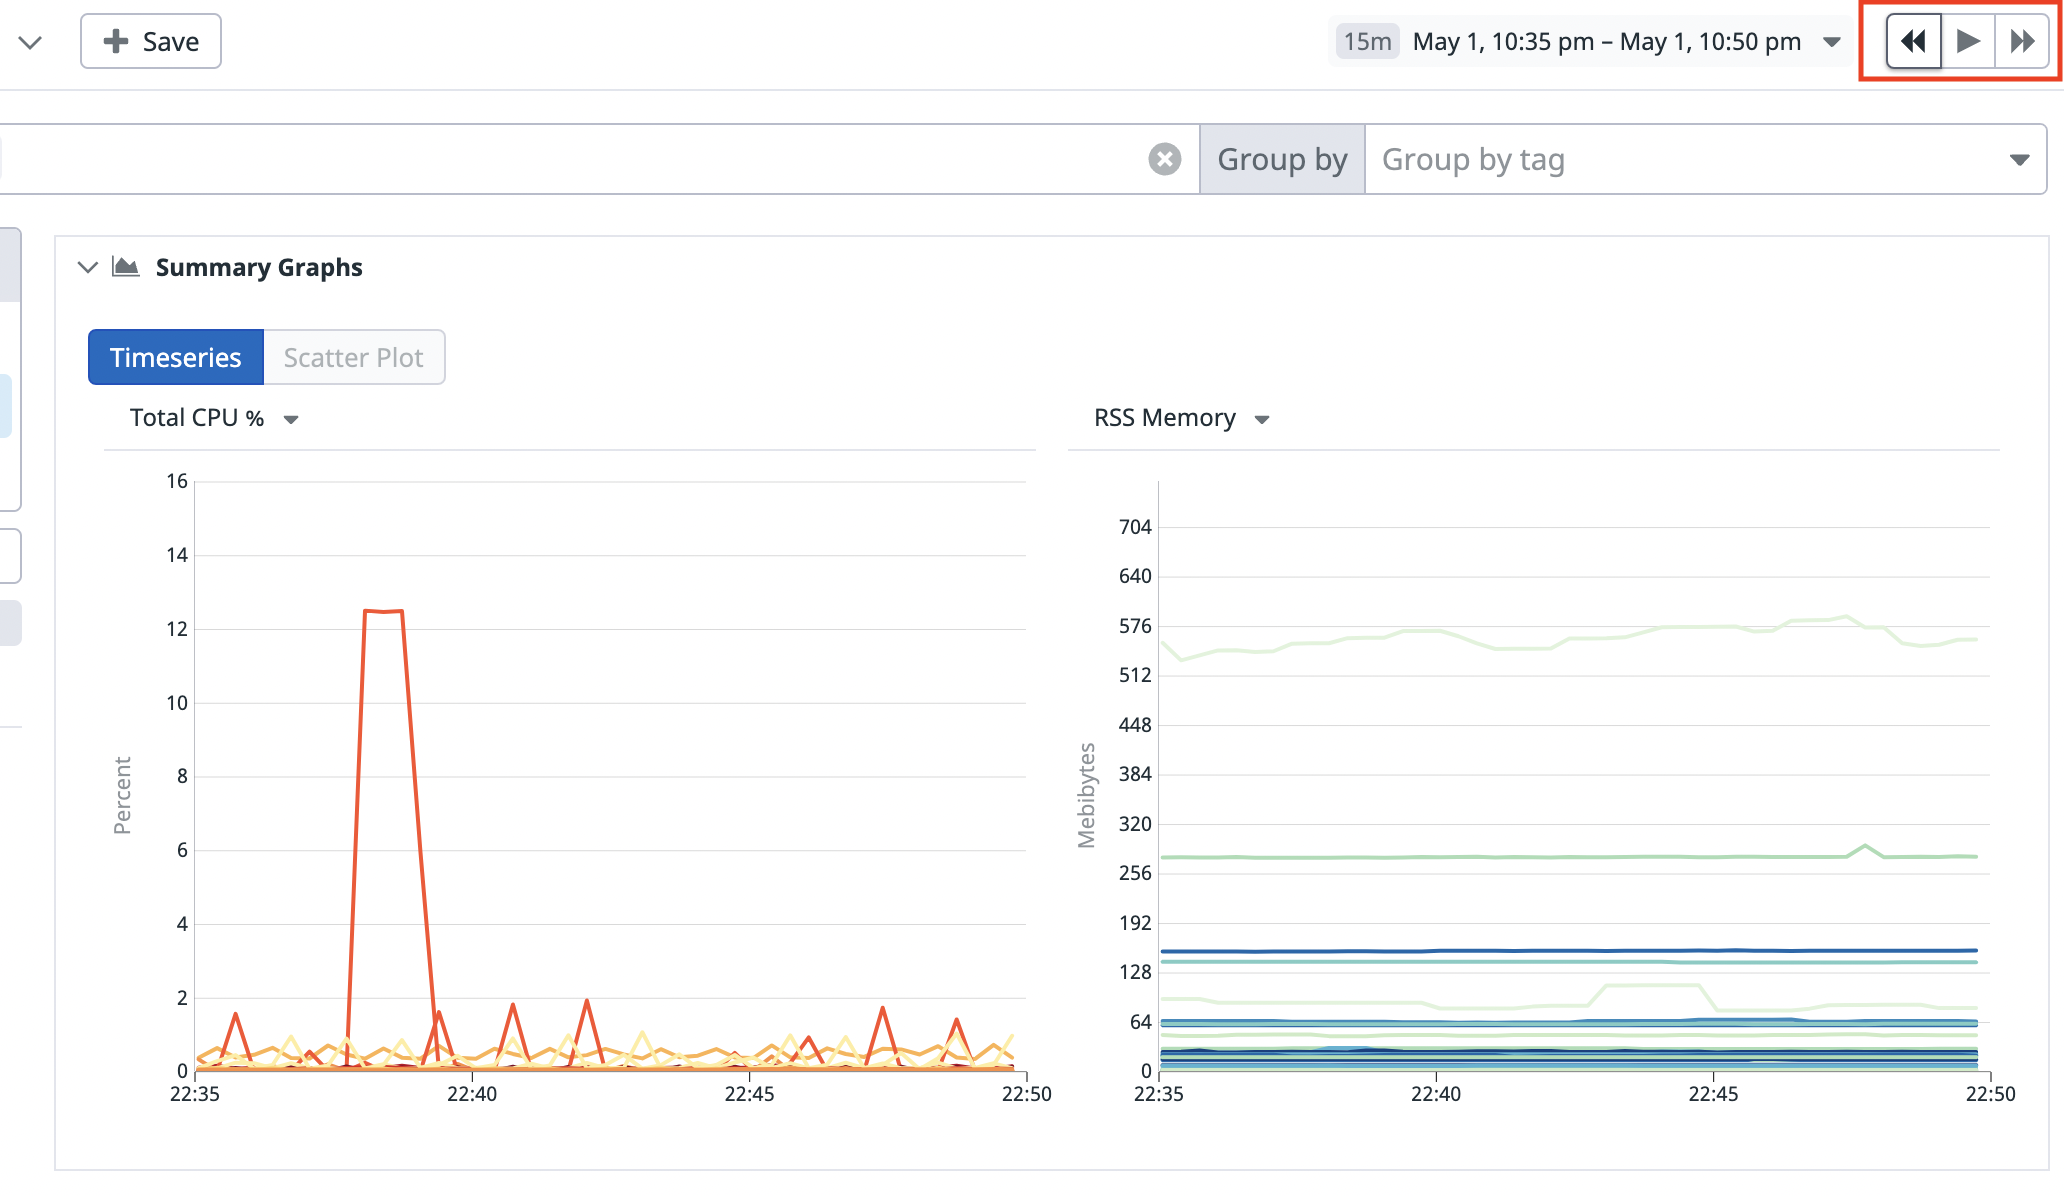 Save
15m May 1, 10:35 pm – May 1, 10:50 pm
Group by
Group by tag
Summary Graphs
Timeseries
Scatter Plot
Total CPU %
16
14
12
10
8
6
4
2
0
Percent
22:35
22:40
22:45
22:50
RSS Memory
704
640
576
512
448
384
320
256
192
128
64
0
Mebibytes
22:35
22:40
22:45
22:50